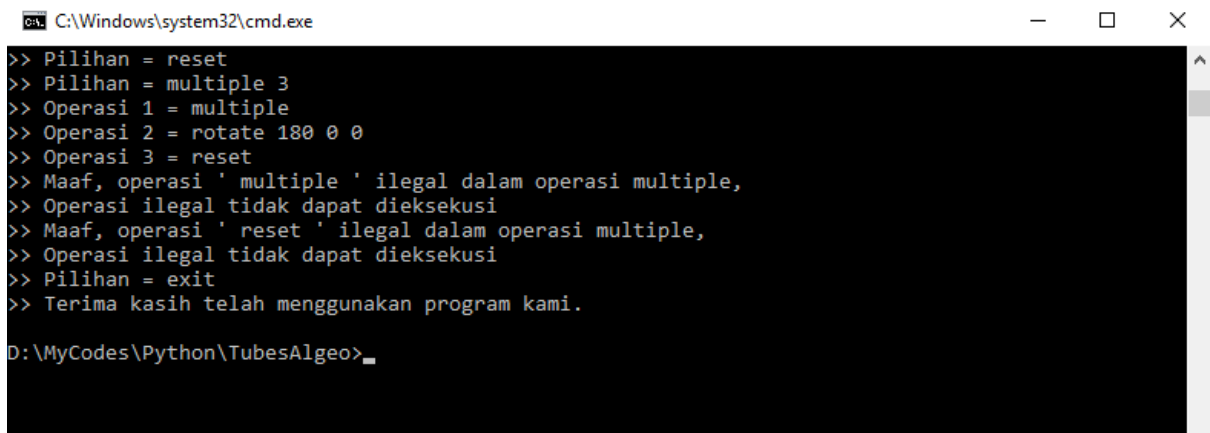 C:\Windows\system32\cmd.exe
>> Pilihan = reset
>> Pilihan = multiple 3
>> Operasi 1 = multiple
>> Operasi 2 = rotate 180 0 0
>> Operasi 3 = reset
>> Maaf, operasi ' multiple ' ilegal dalam operasi multiple,
>> Operasi ilegal tidak dapat dieksekusi
>> Maaf, operasi ' reset ' ilegal dalam operasi multiple,
>> Operasi ilegal tidak dapat dieksekusi
>> Pilihan = exit
>> Terima kasih telah menggunakan program kami.
D:\MyCodes\Python\TubesAlgeo>